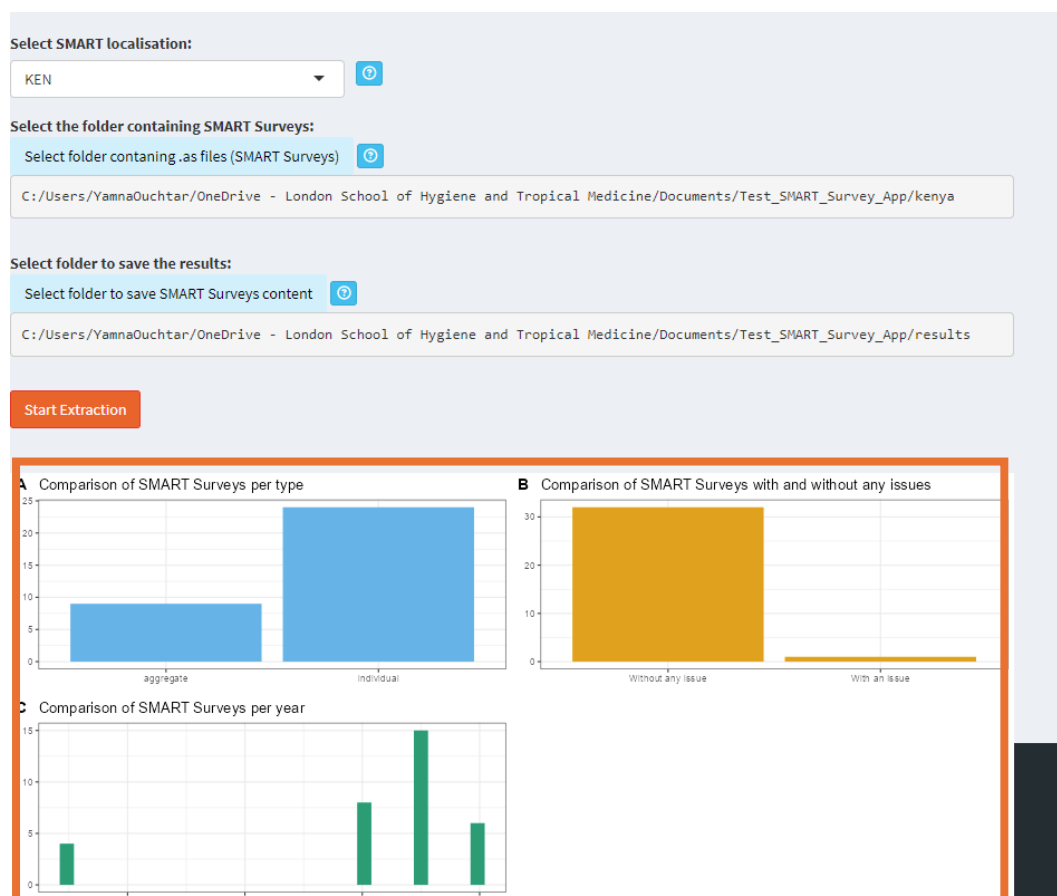 Select SMART localisation:
KEN
Select the folder containing SMART Surveys:
Select folder contaning .as files (SMART Surveys)
C:/Users/YamnaOuchtar/OneDrive - London School of Hygiene and Tropical Medicine/Documents/Test_SMART_Survey_App/kenya
Select folder to save the results:
Select folder to save SMART Surveys content
C:/Users/YamnaOuchtar/OneDrive - London School of Hygiene and Tropical Medicine/Documents/Test_SMART_Survey_App/results
Start Extraction
A Comparison of SMART Surveys per type
25
20
15
10
5
0
aggregate individual
B Comparison of SMART Surveys with and without any issues
30
20
10
0
Without any issue With an issue
C Comparison of SMART Surveys per year
15
10
5
0